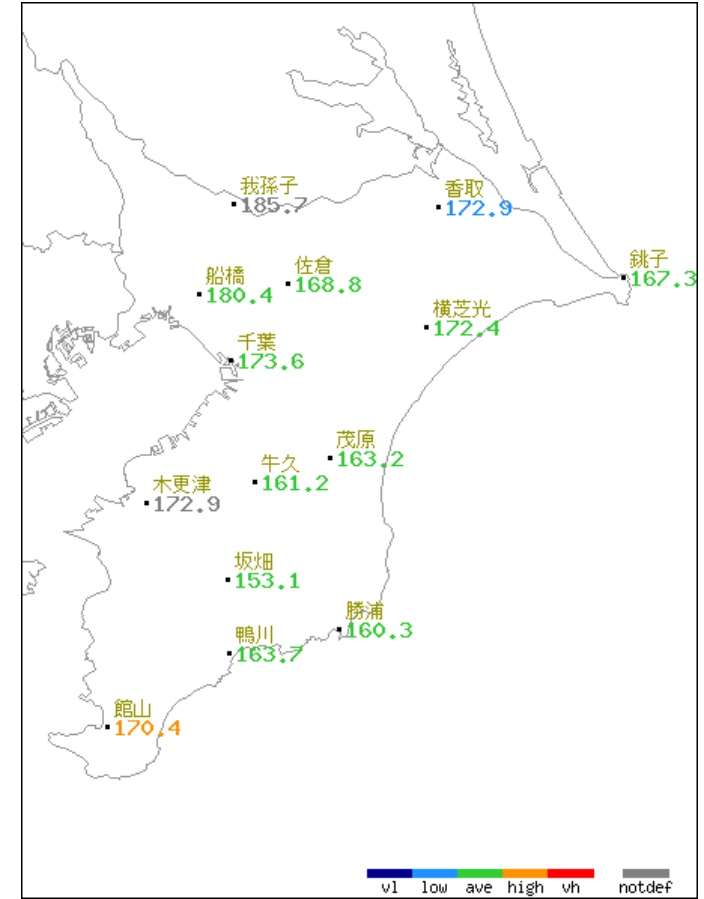 我孫子
185.7
香取
172.9
銚子
167.3
佐倉
168.8
船橋
180.4
横芝光
172.4
千葉
173.6
茂原
163.2
牛久
161.2
木更津
172.9
坂畑
153.1
勝浦
160.3
鴨川
163.7
館山
170.4
vl low ave high vh notdef